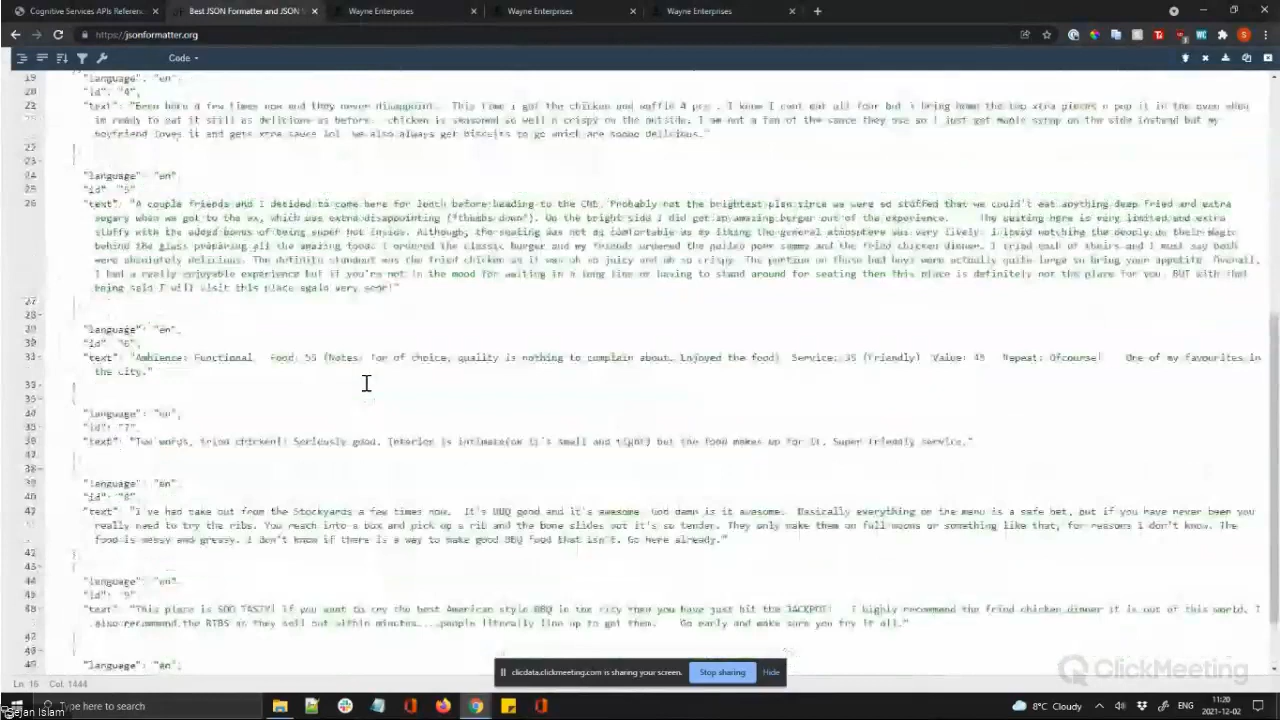 Cognitive Services APIs Referenc
Best JSON Formatter and JSON
Wayne Enterprises
Wayne Enterprises
Wayne Enterprises
https://jsonformatter.org
Code
19 "language": "en",
20 "id": "4",
"text": "Been here a few times now and they never disappoint. This time i got the chicken and waffle 4 pcs . I know I cant eat all four but i bring home the two xtra pieces n pop it in the oven when
im ready to eat it still as delicious as before. chicken is seasoned so well n crispy on the outside. I am not a fan of the sauce they use so I just get maple syrup on the side instead but my
boyfriend loves it and gets xtra sauce lol we also always get biscuits to go which are soooo delicious."
"language": "en",
"id": "5",
26 "text": "A couple friends and I decided to come here for lunch before heading to the CNE. Probably not the brightest plan since we were so stuffed that we couldn't eat anything deep fried and extra
sugary when we got to the ex, which was extra disappointing (*thumbs down*). On the bright side I did get an amazing burger out of the experience. The seating here is very limited and extra
stuffy with the added bonus of being super hot inside. Although, the seating was not as comfortable as my liking the general atmosphere was very lively. i loved watching the people do their magic
behind the glass preparing all the amazing food. I ordered the classic burger and my friends ordered the pulled pork and the fried chicken dinner. I tried both of theirs and I must say both
were absolutely delicious. The definite standout was the fried chicken as it was oh so juicy and oh so crispy. The portion on these bad boys were actually quite large so bring your appetite. Overall,
I had a really enjoyable experience but if you're not in the mood for waiting in a long line or having to stand around for seating then this place is definitely not the place for you. BUT with that
being said I will visit this place again very soon!"
"language": "en",
"id": "6",
"text": "Ambience: Functional Food: (Notes: of choice, quality is nothing to complain about. Enjoyed the food) Service: (Friendly) Value: Repeat: Ofcourse! One of my favourites in
the city."
"language": "en",
"id": "7",
"text": "Two words, fried chicken! Seriously good. Interior is intimate(ok it's small and tight) but the food makes up for it. Super friendly service."
"language": "en",
"id": "8",
"text": "I've had take out from the Stockyards a few times now. It's BBQ good and it's awesome. God damn is it awesome. Basically everything on the menu is a safe bet, but if you have never been you
really need to try the ribs. You reach into a box and pick up a rib and the bone slides out it's so tender. They only make them on full moons or something like that, for reasons I don't know. The
food is messy and greasy. I don't know if there is a way to make good BBQ food that isn't. Go here already."
"language": "en",
"id": "9",
"text": "This place is SOO TASTY! if you want to try the best American style BBQ in the city then you have just hit the JACKPOT! I highly recommend the fried chicken dinner it is out of this world. I
also recommend the RIBS as they sell out within minutes....people literally line up to get them. Go early and make sure you try it all."
"language": "en",
clicdata.clickmeeting.com is sharing your screen.
Stop sharing
Hide
ClickMeeting
Ln: 16 Col: 1444
Type here to search
8°C Cloudy
ENG
11:20
2021-12-02
Islam